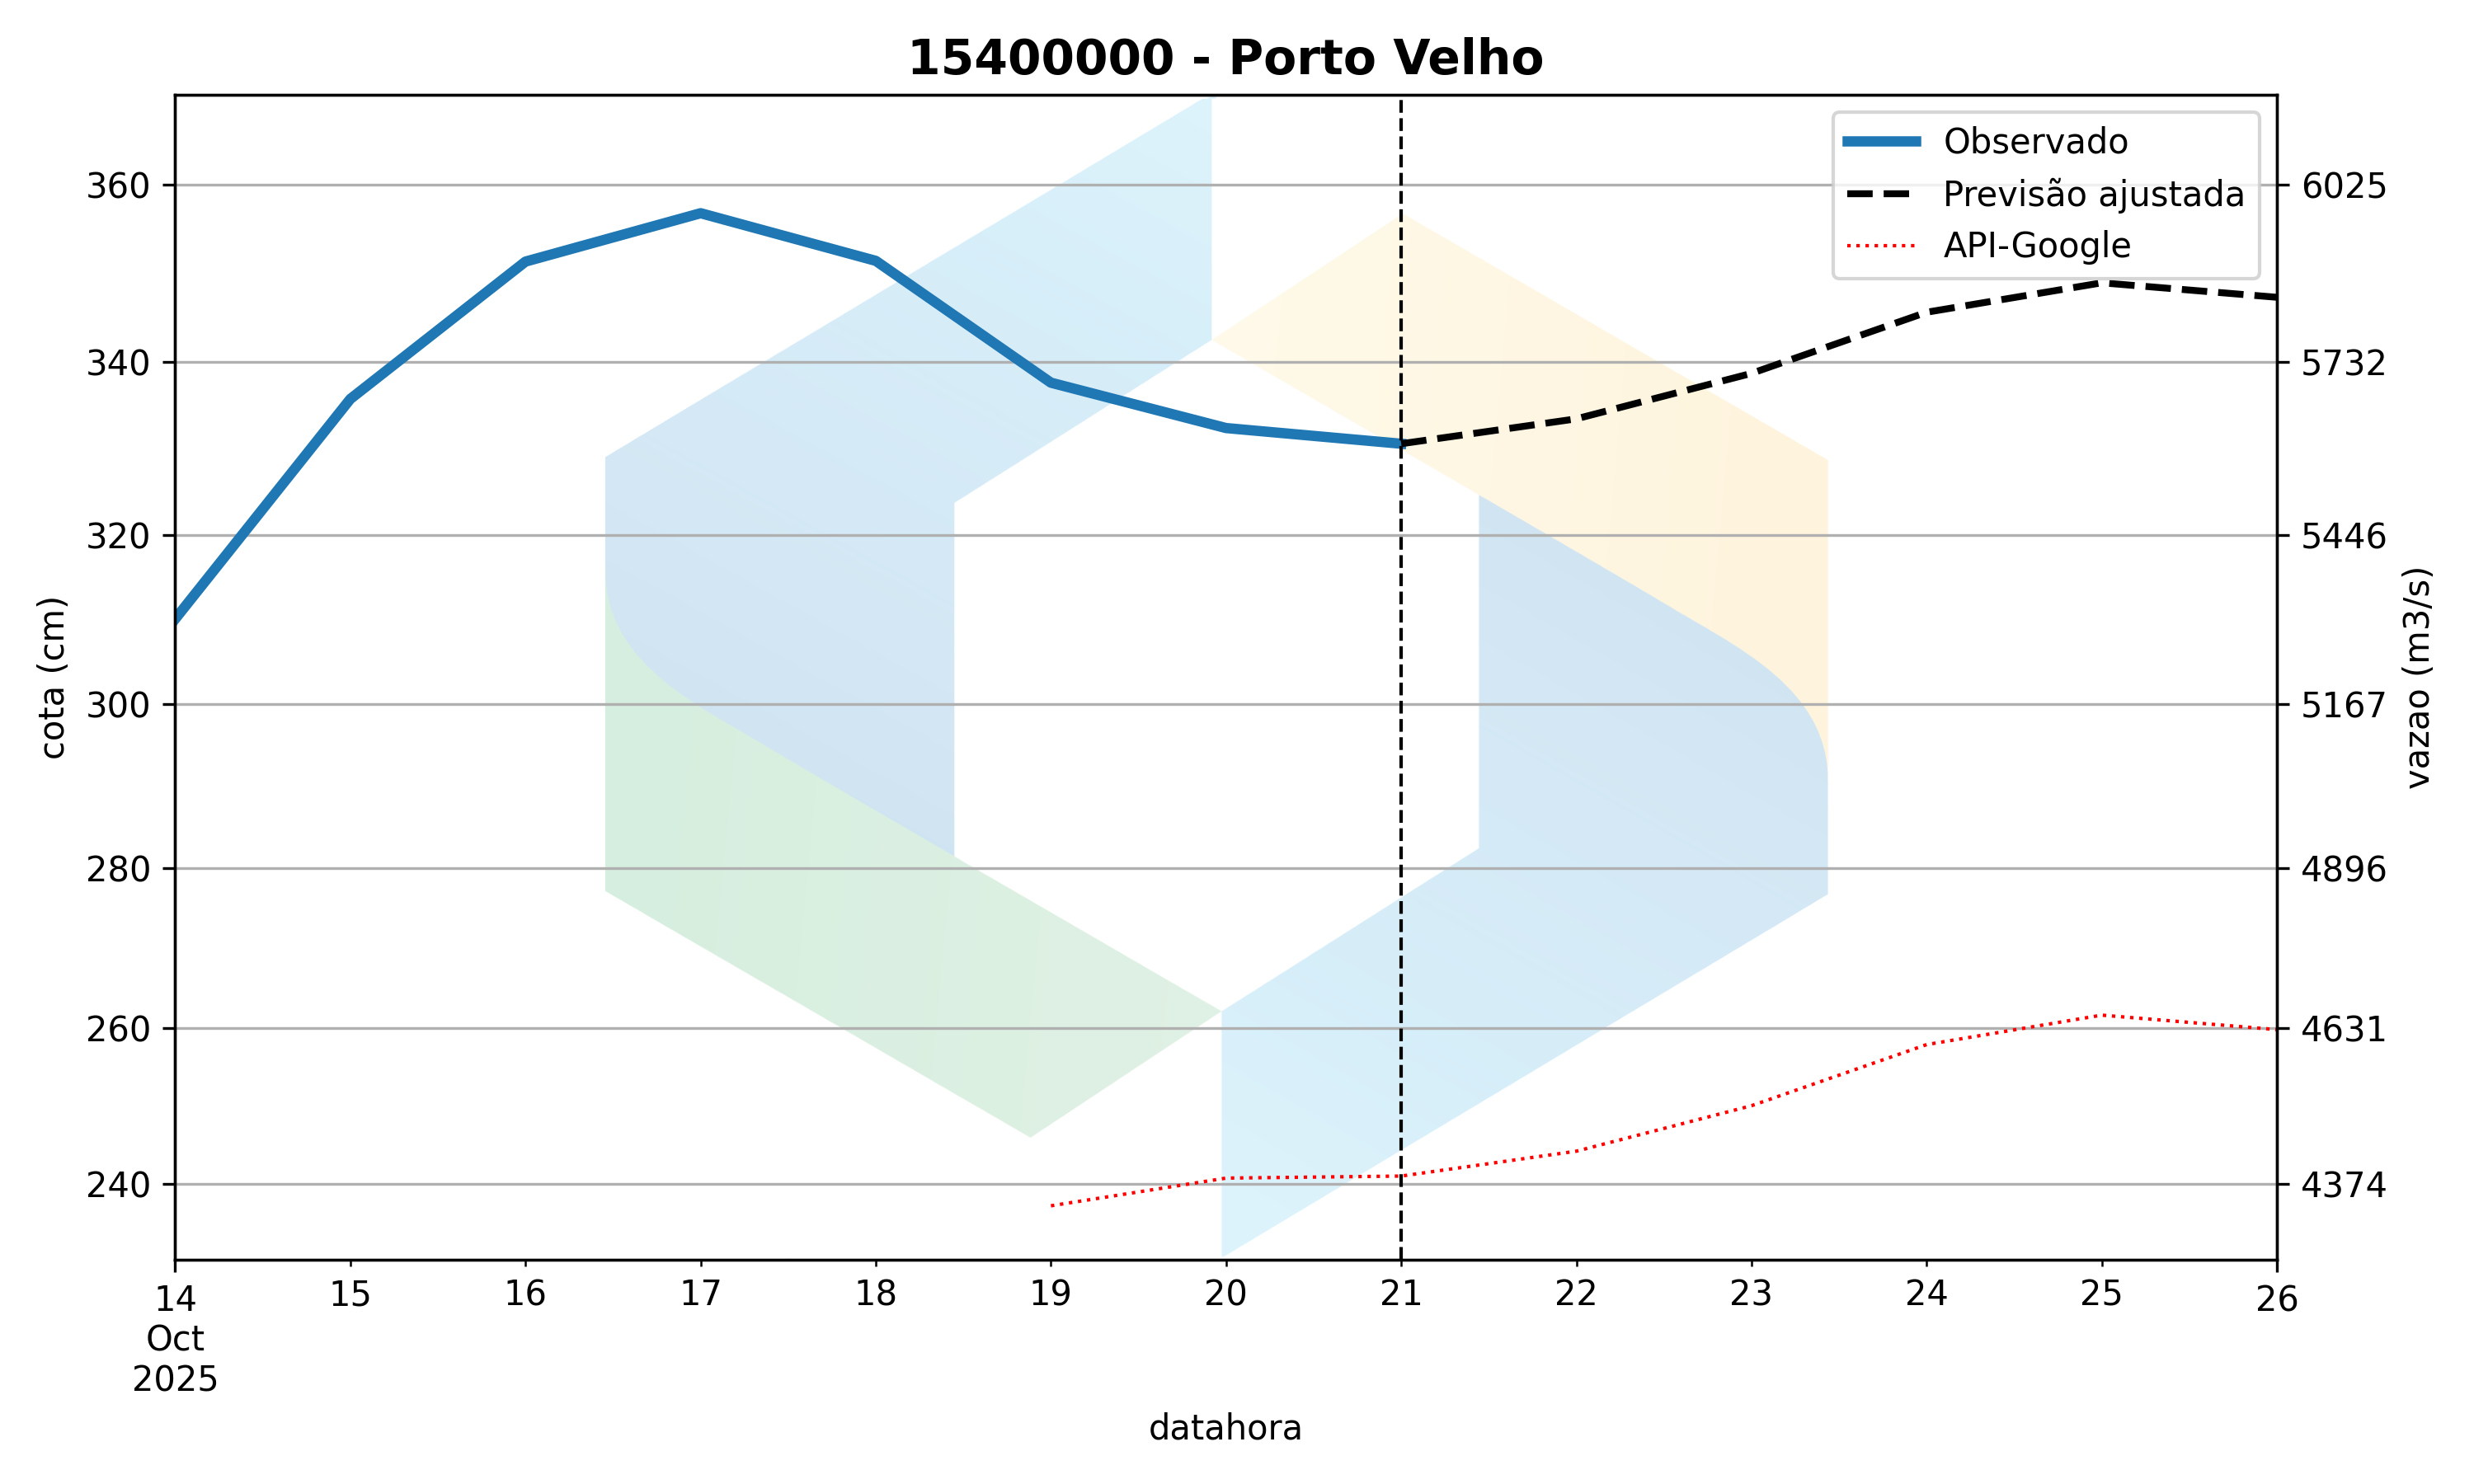 15400000 - Porto Velho
Observado
Previsão ajustada
API-Google
360
340
320
300
280
260
240
cota (cm)
6025
5732
5446
5167
4896
4631
4374
vazao (m3/s)
14 15 16 17 18 19 20 21 22 23 24 25 26
Oct
2025
datahora